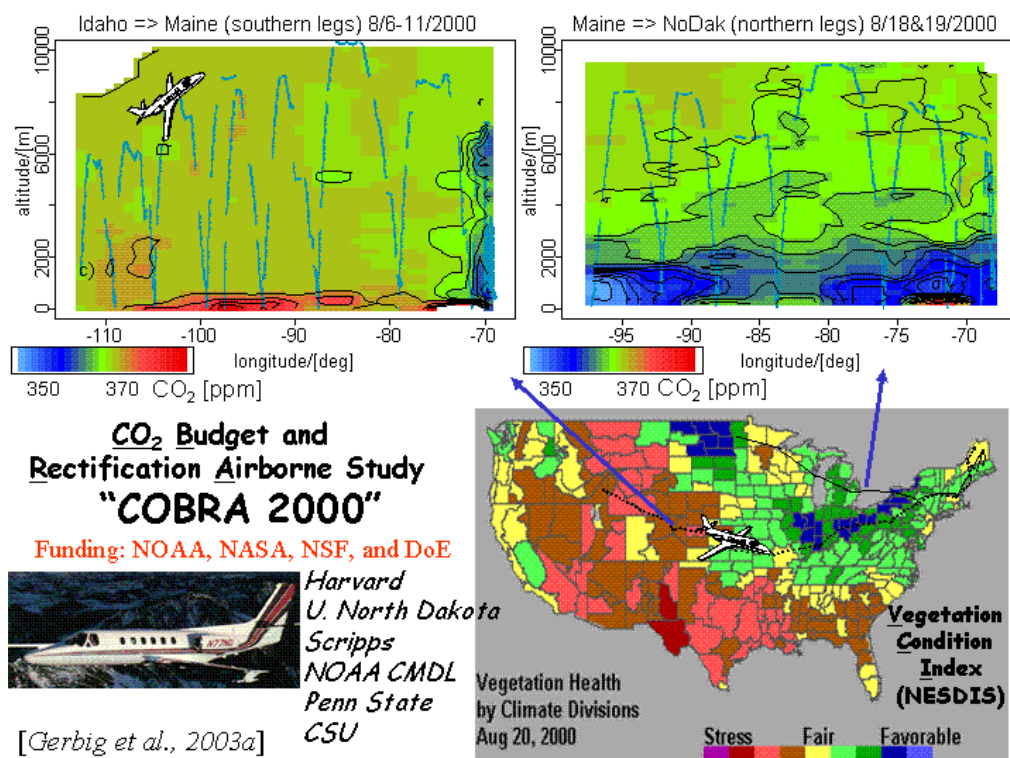 Idaho => Maine (southern legs) 8/6-11/2000
Maine => NoDak (northern legs) 8/18&19/2000
altitude/[m]
10000
6000
2000
0
c)
-110
-100
-90
-80
-70
longitude/[deg]
350
370
CO₂ [ppm]
altitude/[m]
10000
6000
2000
0
-95
-90
-85
-80
-75
-70
longitude/[deg]
350
370
CO₂ [ppm]
CO₂ Budget and
Rectification Airborne Study
"COBRA 2000"
Funding: NOAA, NASA, NSF, and DoE
Harvard
U. North Dakota
Scripps
NOAA CMDL
Penn State
CSU
[Gerbig et al., 2003a]
Vegetation
Condition
Index
(NESDIS)
Vegetation Health
by Climate Divisions
Aug 20, 2000
Stress Fair Favorable